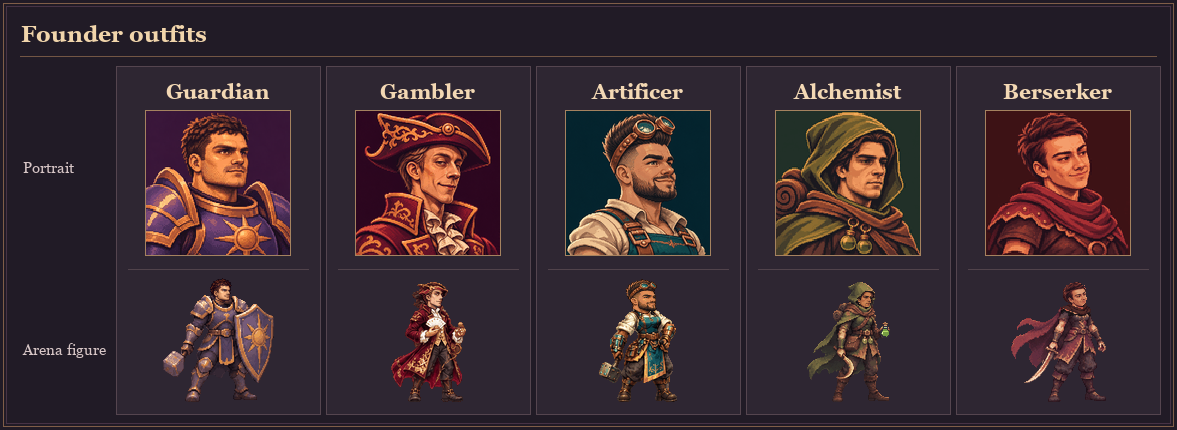 Founder outfits
Guardian
Gambler
Artificer
Alchemist
Berserker
Portrait
Arena figure